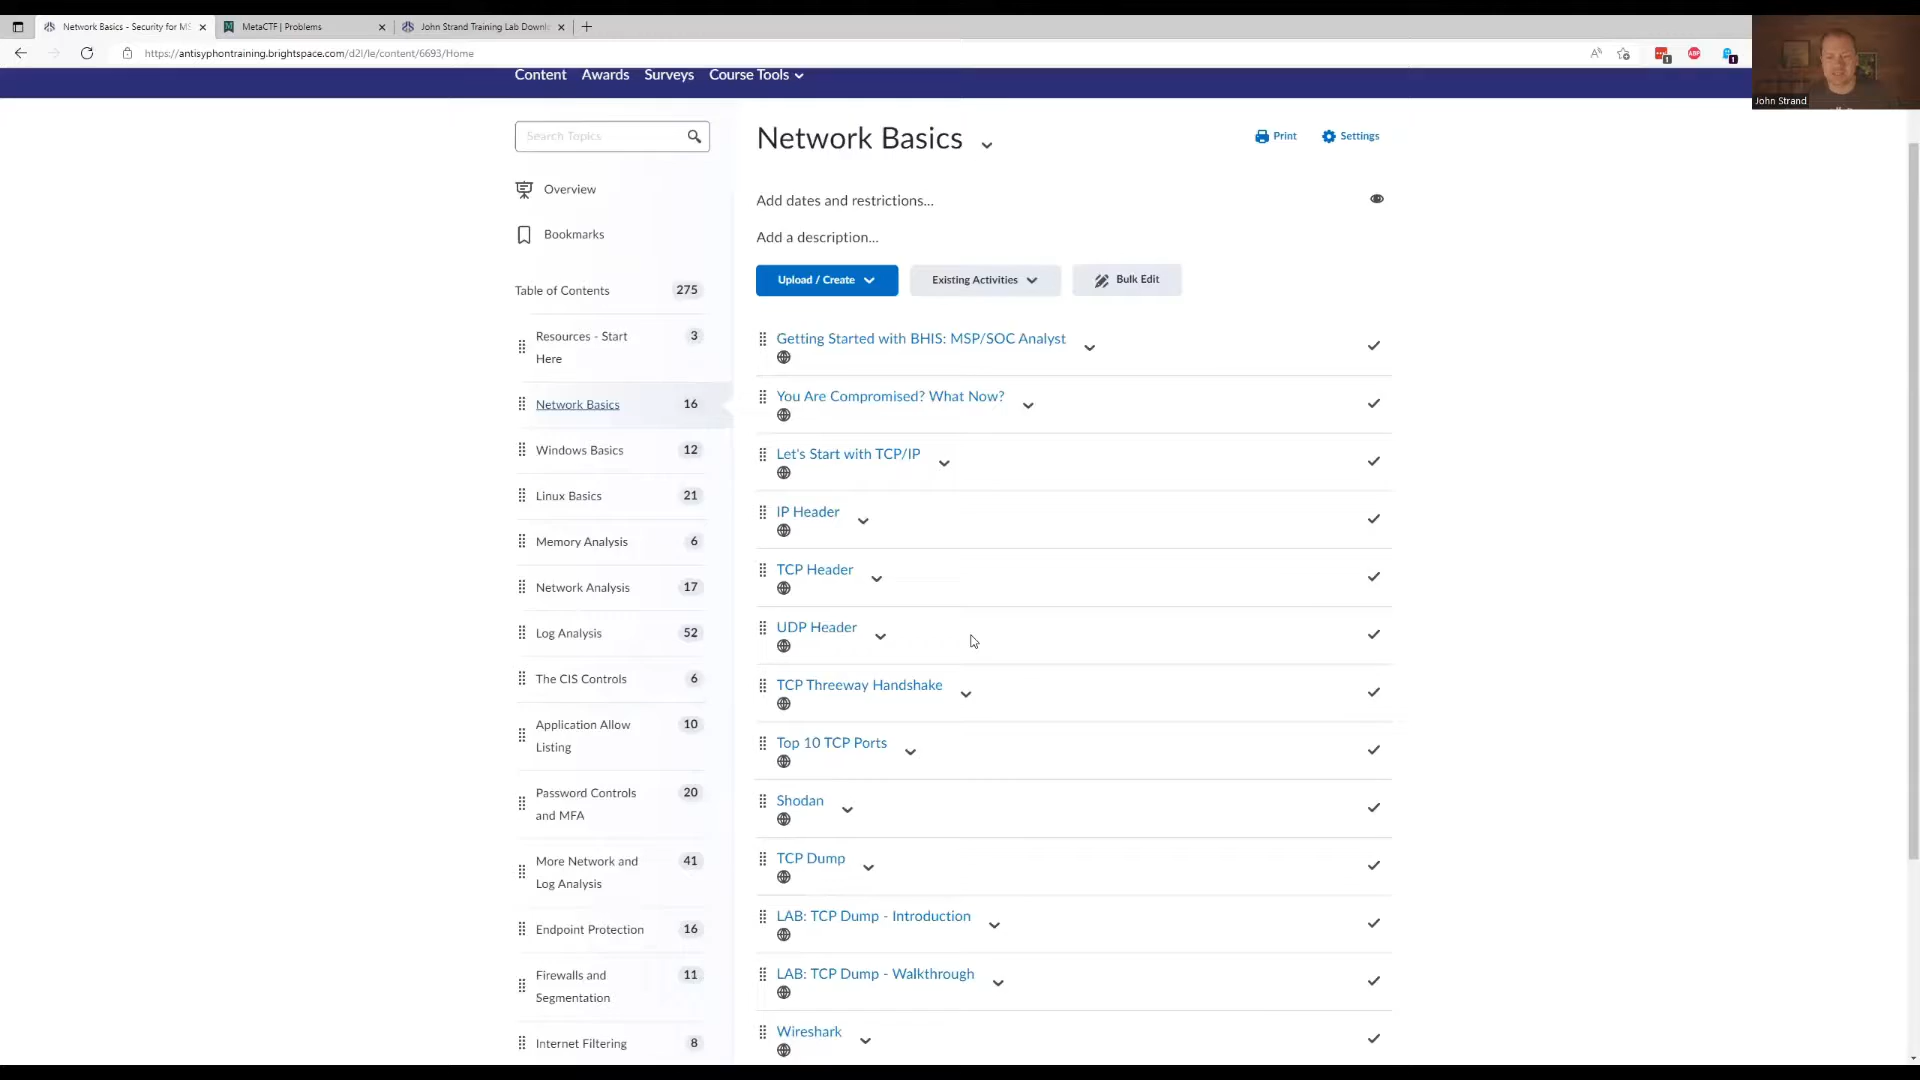 Network Basics - Security for MS
MetaCTF | Problems
John Strand Training Lab Downl
https://antisyphontraining.brightspace.com/d2l/le/content/6693/Home
Content Awards Surveys Course Tools
John Strand
Search Topics
Overview
Bookmarks
Table of Contents 275
Resources - Start
Here
3
Network Basics 16
Windows Basics 12
Linux Basics 21
Memory Analysis 6
Network Analysis 17
Log Analysis 52
The CIS Controls 6
Application Allow
Listing
10
Password Controls
and MFA
20
More Network and
Log Analysis
41
Endpoint Protection 16
Firewalls and
Segmentation
11
Internet Filtering 8
Network Basics
Print Settings
Add dates and restrictions...
Add a description...
Upload / Create Existing Activities Bulk Edit
Getting Started with BHIS: MSP/SOC Analyst
You Are Compromised? What Now?
Let's Start with TCP/IP
IP Header
TCP Header
UDP Header
TCP Threeway Handshake
Top 10 TCP Ports
Shodan
TCP Dump
LAB: TCP Dump - Introduction
LAB: TCP Dump - Walkthrough
Wireshark